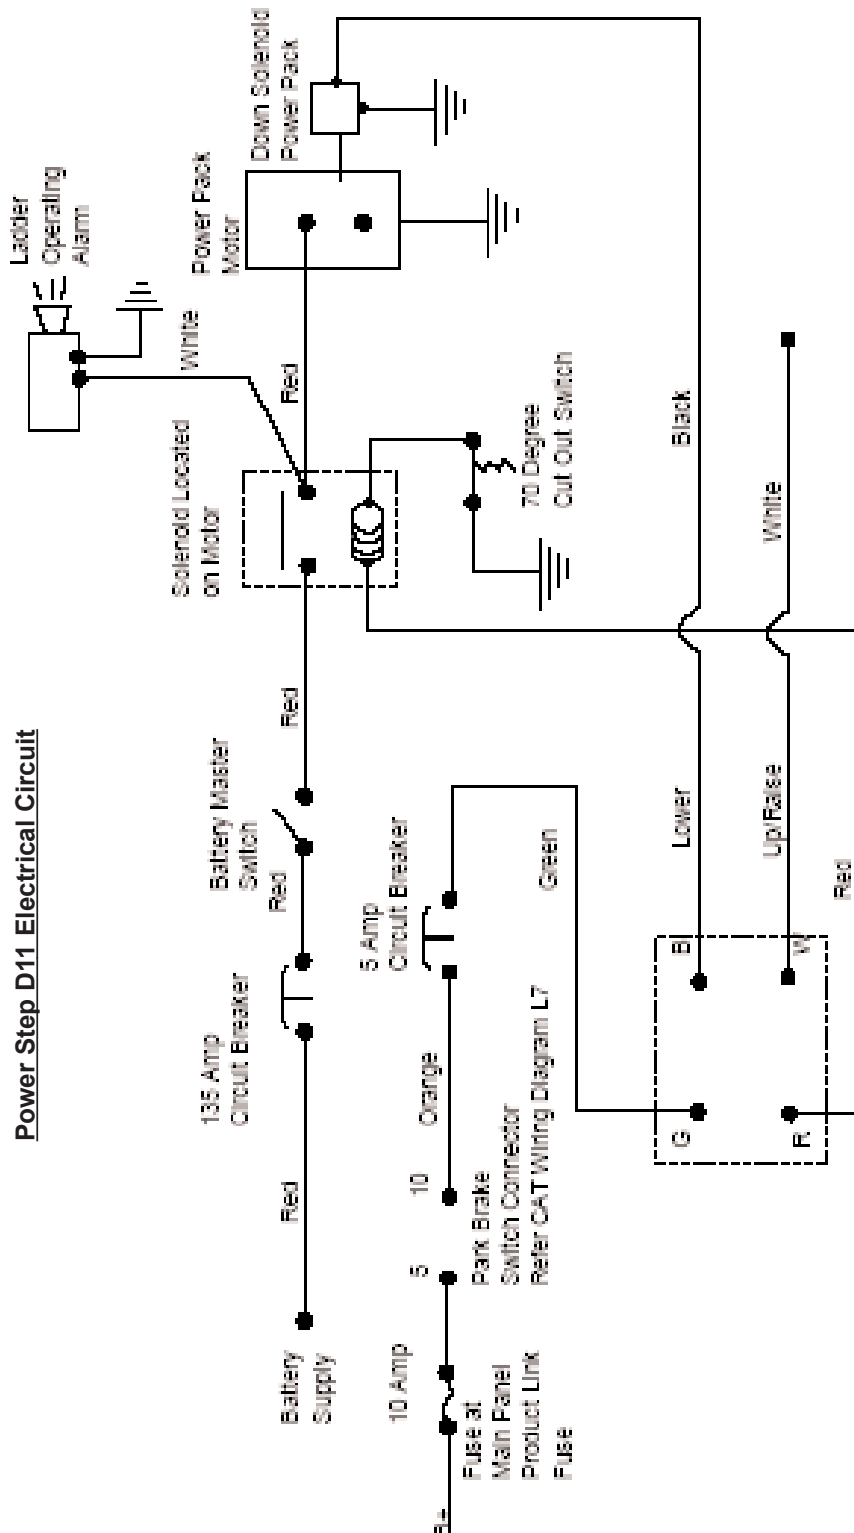 Power Step D11 Electrical Circuit
Ladder
Operating
Alarm
White
Down Solenoid
Power Pack
Power Pack
Motor
Red
Solenoid Located
on Motor
70 Degree
Cut Out Switch
Red
Battery Master
Switch
Red
135 Amp
Circuit Breaker
Red
Battery
Supply
5 Amp
Circuit Breaker
Green
Orange
10
5
Park Brake
Switch Connector
Refer CAT Wiring Diagram L7
10 Amp
Fuse at
Main Panel
Product Link
Fuse
B+
Black
Lower
White
Up/Raise
Red
B
W
G
R